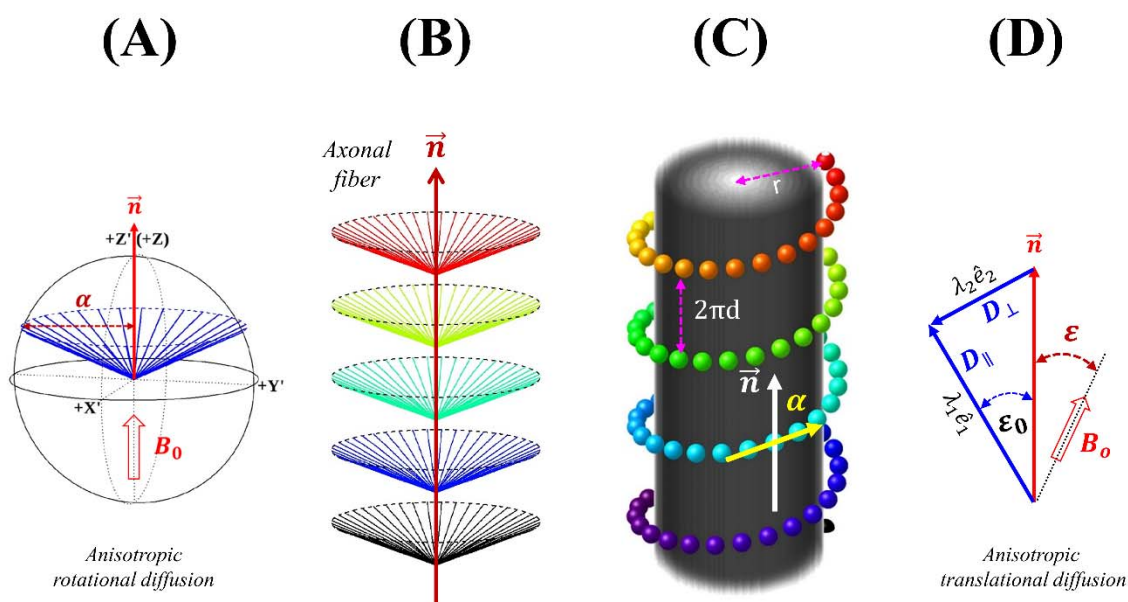 (A)
(B)
(C)
(D)
n⃗
+Z' (+Z)
α
+Y'
+X'
B₀
Anisotropic
rotational diffusion
Axonal
fiber
n⃗
r
2πd
n⃗
α
n⃗
λ₂ê₂
D⊥
D∥
λ₁ê₁
ε
ε₀
Bₒ
Anisotropic
translational diffusion